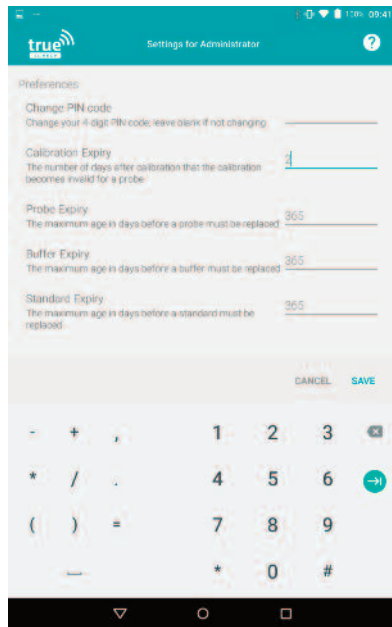 100% 09:41
true
Settings for Administrator
?
Preferences
Change PIN code
Change your 4-digit PIN code; leave blank if not changing
Calibration Expiry
The number of days after calibration that the calibration
becomes invalid for a probe
2
Probe Expiry
The maximum age in days before a probe must be replaced
365
Buffer Expiry
The maximum age in days before a buffer must be replaced
365
Standard Expiry
The maximum age in days before a standard must be
replaced
365
CANCEL SAVE
- + , 1 2 3
* / . 4 5 6
( ) = 7 8 9
* 0 #